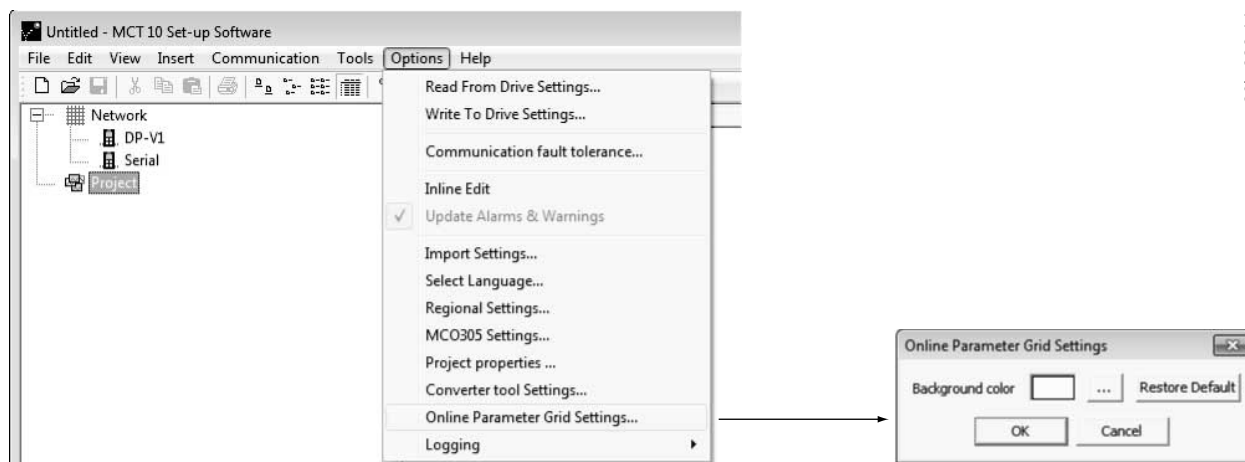 Untitled - MCT 10 Set-up Software
File Edit View Insert Communication Tools Options Help
Network
DP-V1
Serial
Project
Read From Drive Settings...
Write To Drive Settings...
Communication fault tolerance...
Inline Edit
Update Alarms & Warnings
Import Settings...
Select Language...
Regional Settings...
MCO305 Settings...
Project properties ...
Converter tool Settings...
Online Parameter Grid Settings...
Logging
Online Parameter Grid Settings
Background color ... Restore Default
OK Cancel